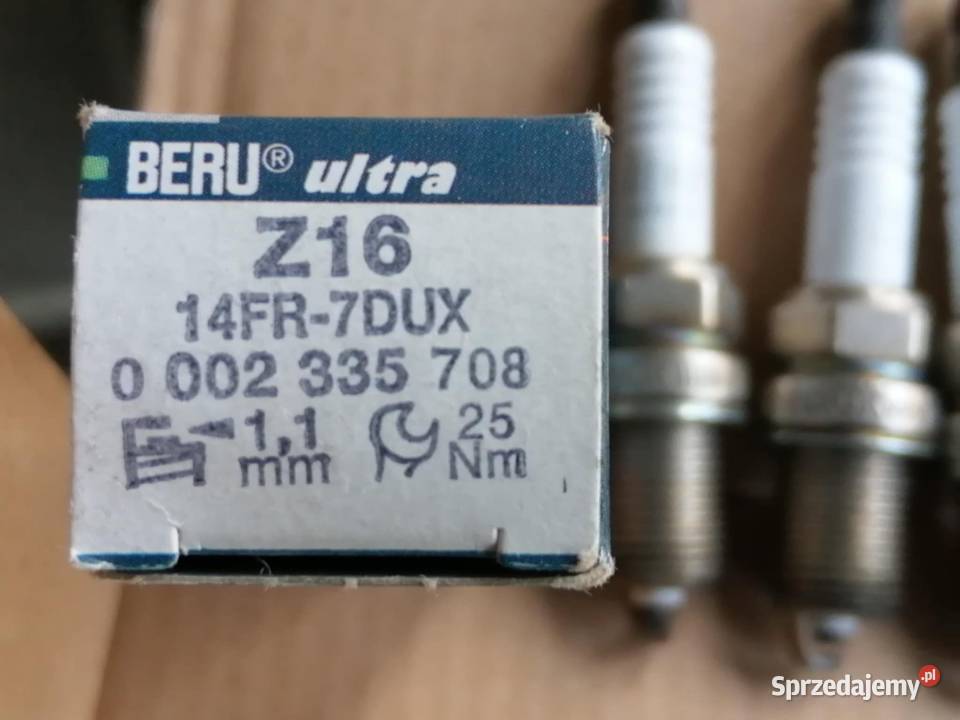 BERU® ultra
Z16
14FR-7DUX
0 002 335 708
1,1 mm
25 Nm
Sprzedajemy.pl